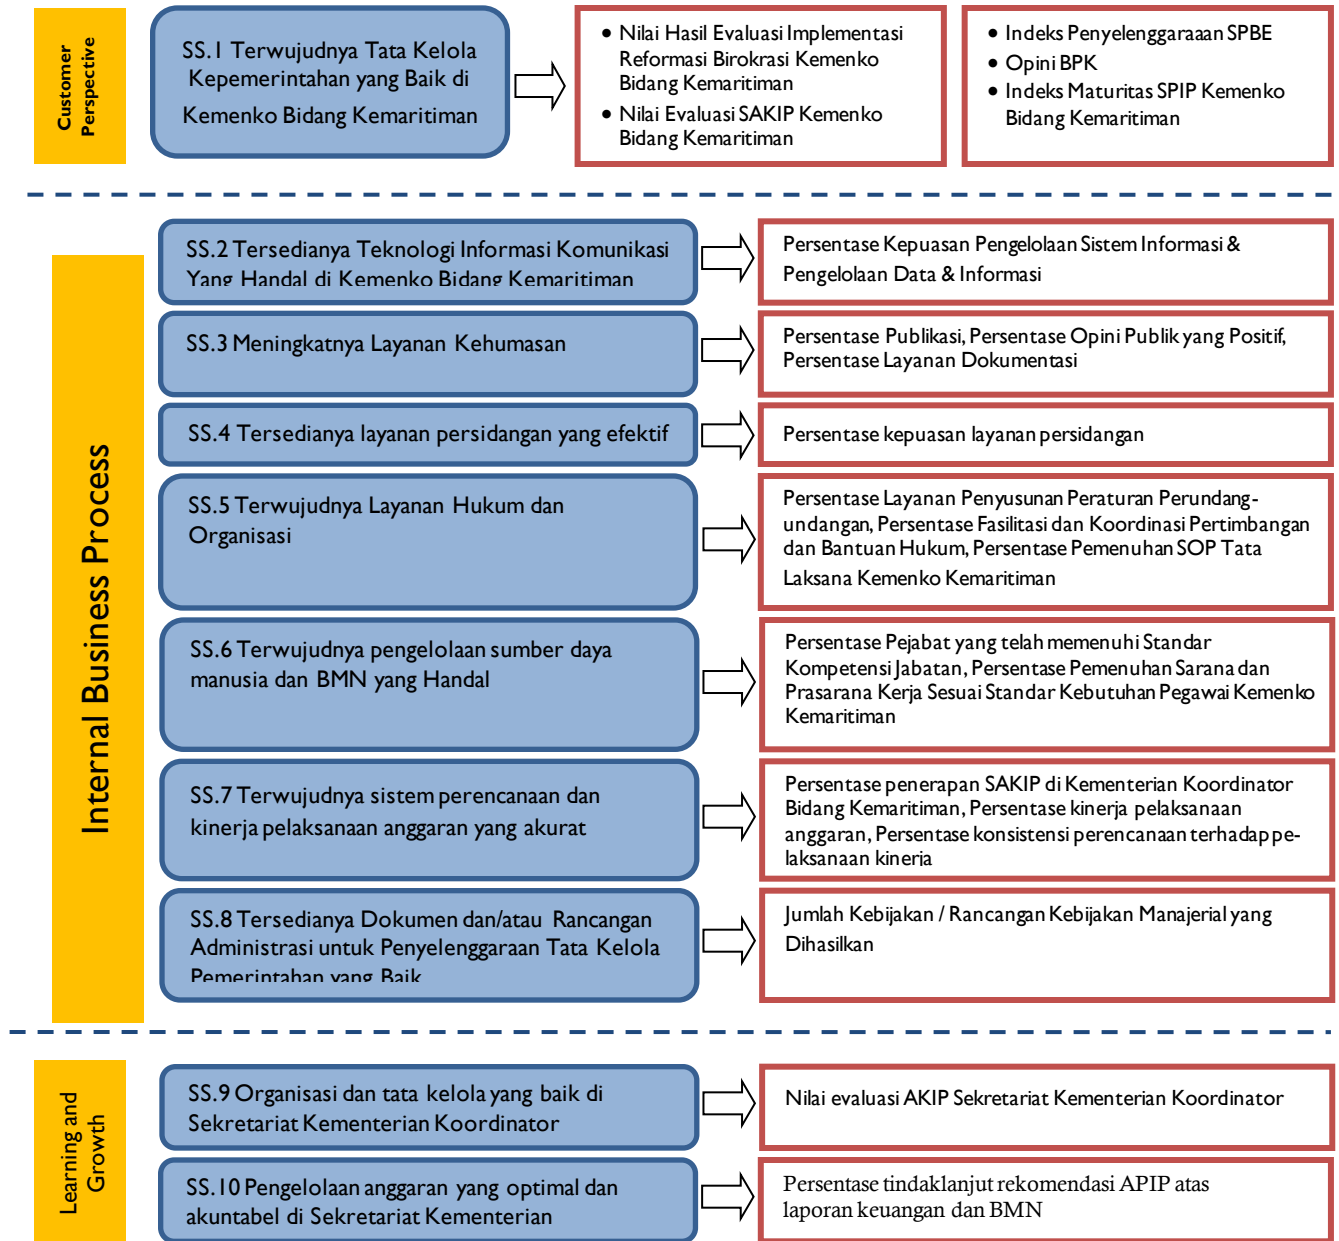 Customer
Perspective
SS.1 Terwujudnya Tata Kelola
Kepemerintahan yang Baik di
Kemenko Bidang Kemaritiman
• Nilai Hasil Evaluasi Implementasi
Reformasi Birokrasi Kemenko
Bidang Kemaritiman
• Nilai Evaluasi SAKIP Kemenko
Bidang Kemaritiman
• Indeks Penyelenggaraaan SPBE
• Opini BPK
• Indeks Maturitas SPIP Kemenko
Bidang Kemaritiman
Internal Business Process
SS.2 Tersedianya Teknologi Informasi Komunikasi
Yang Handal di Kemenko Bidang Kemaritiman
Persentase Kepuasan Pengelolaan Sistem Informasi &
Pengelolaan Data & Informasi
SS.3 Meningkatnya Layanan Kehumasan
Persentase Publikasi, Persentase Opini Publik yang Positif,
Persentase Layanan Dokumentasi
SS.4 Tersedianya layanan persidangan yang efektif
Persentase kepuasan layanan persidangan
SS.5 Terwujudnya Layanan Hukum dan
Organisasi
Persentase Layanan Penyusunan Peraturan Perundang-
undangan, Persentase Fasilitasi dan Koordinasi Pertimbangan
dan Bantuan Hukum, Persentase Pemenuhan SOP Tata
Laksana Kemenko Kemaritiman
SS.6 Terwujudnya pengelolaan sumber daya
manusia dan BMN yang Handal
Persentase Pejabat yang telah memenuhi Standar
Kompetensi Jabatan, Persentase Pemenuhan Sarana dan
Prasarana Kerja Sesuai Standar Kebutuhan Pegawai Kemenko
Kemaritiman
SS.7 Terwujudnya sistem perencanaan dan
kinerja pelaksanaan anggaran yang akurat
Persentase penerapan SAKIP di Kementerian Koordinator
Bidang Kemaritiman, Persentase kinerja pelaksanaan
anggaran, Persentase konsistensi perencanaan terhadap pe-
laksanaan kinerja
SS.8 Tersedianya Dokumen dan/atau Rancangan
Administrasi untuk Penyelenggaraan Tata Kelola
Pemerintahan yang Baik
Jumlah Kebijakan / Rancangan Kebijakan Manajerial yang
Dihasilkan
Learning and
Growth
SS.9 Organisasi dan tata kelola yang baik di
Sekretariat Kementerian Koordinator
Nilai evaluasi AKIP Sekretariat Kementerian Koordinator
SS.10 Pengelolaan anggaran yang optimal dan
akuntabel di Sekretariat Kementerian
Persentase tindaklanjut rekomendasi APIP atas
laporan keuangan dan BMN